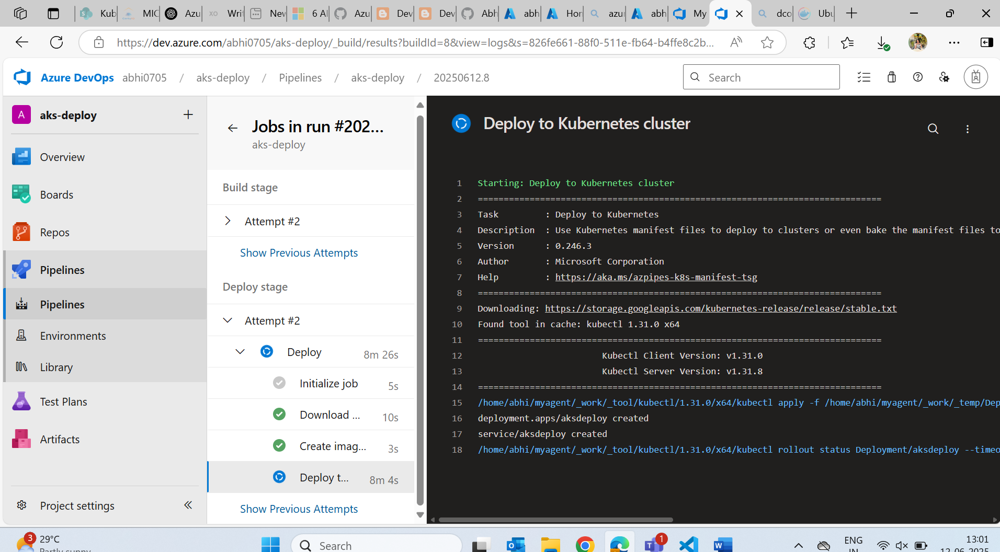 Kub
MIC
Azu
Writ
New
6 Al
Azu
Dev
Dev
Abh
abh
Hor
azur
abh
My
dco
Ubu
https://dev.azure.com/abhi0705/aks-deploy/_build/results?buildId=8&view=logs&s=826fe661-88f0-511e-fb64-b4ffe8c2b...
Azure DevOps abhi0705 / aks-deploy / Pipelines / aks-deploy / 20250612.8
Search
A aks-deploy
Overview
Boards
Repos
Pipelines
Pipelines
Environments
Library
Test Plans
Artifacts
Project settings
Jobs in run #202...
aks-deploy
Build stage
Attempt #2
Show Previous Attempts
Deploy stage
Attempt #2
Deploy 8m 26s
Initialize job 5s
Download ... 10s
Create imag... 3s
Deploy t... 8m 4s
Show Previous Attempts
Deploy to Kubernetes cluster
1 Starting: Deploy to Kubernetes cluster
2 ==============================================================================
3 Task : Deploy to Kubernetes
4 Description : Use Kubernetes manifest files to deploy to clusters or even bake the manifest files to
5 Version : 0.246.3
6 Author : Microsoft Corporation
7 Help : https://aka.ms/azpipes-k8s-manifest-tsg
8 ==============================================================================
9 Downloading: https://storage.googleapis.com/kubernetes-release/release/stable.txt
10 Found tool in cache: kubectl 1.31.0 x64
11 ==============================================================================
12 Kubectl Client Version: v1.31.0
13 Kubectl Server Version: v1.31.8
14 ==============================================================================
15 /home/abhi/myagent/_work/_tool/kubectl/1.31.0/x64/kubectl apply -f /home/abhi/myagent/_work/_temp/Dep
16 deployment.apps/aksdeploy created
17 service/aksdeploy created
18 /home/abhi/myagent/_work/_tool/kubectl/1.31.0/x64/kubectl rollout status Deployment/aksdeploy --timeo
3
29°C
Partly sunny
Search
1
ENG
IN
13:01
12-06-2025